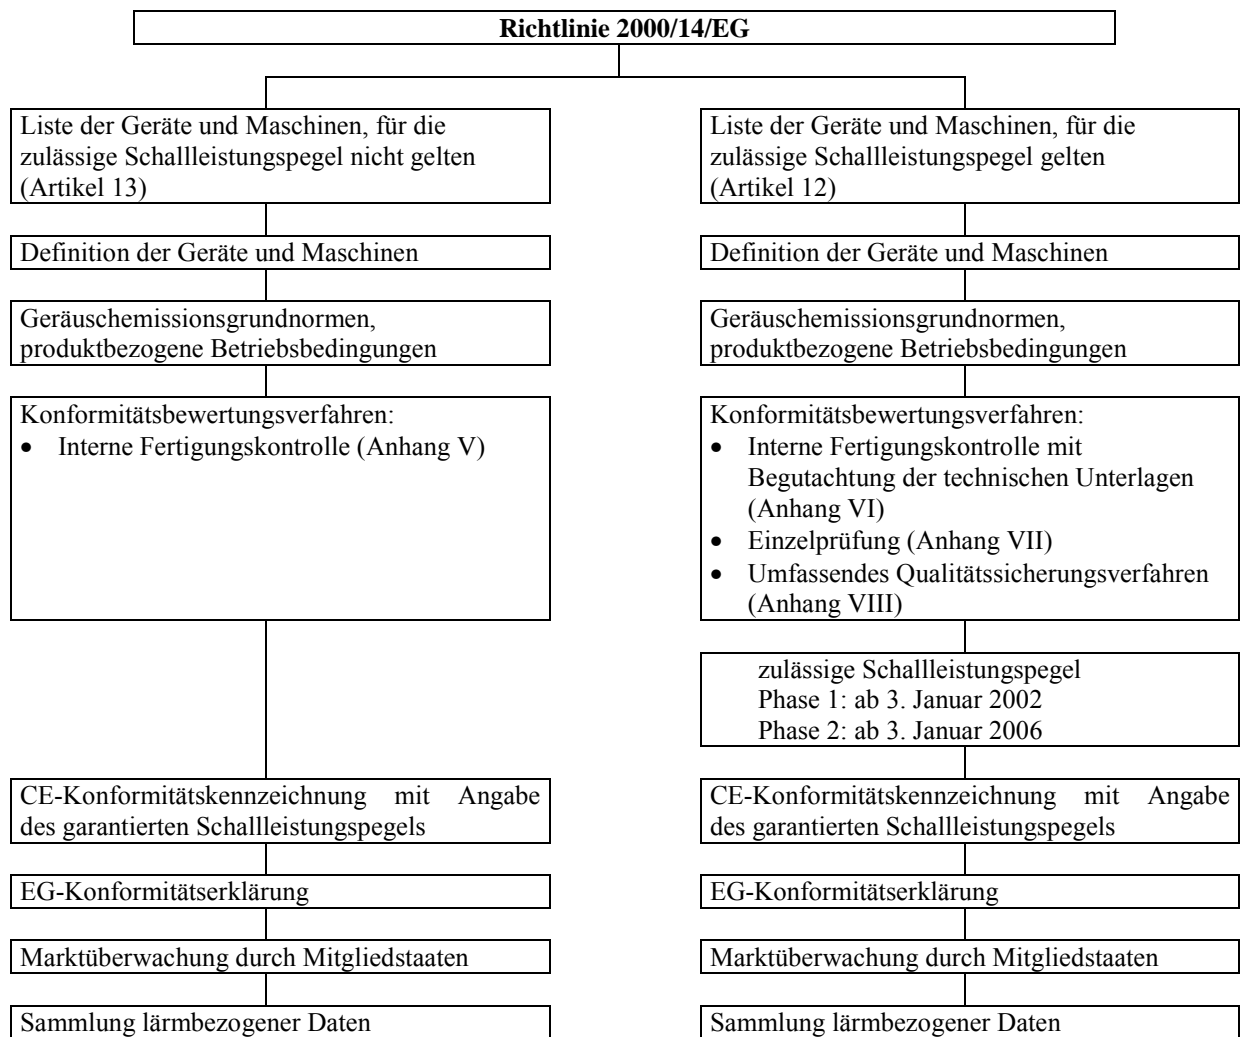 Richtlinie 2000/14/EG
Liste der Geräte und Maschinen, für die
zulässige Schallleistungspegel nicht gelten
(Artikel 13)
Definition der Geräte und Maschinen
Geräuschemissionsgrundnormen,
produktbezogene Betriebsbedingungen
Konformitätsbewertungsverfahren:
• Interne Fertigungskontrolle (Anhang V)
CE-Konformitätskennzeichnung mit Angabe
des garantierten Schallleistungspegels
EG-Konformitätserklärung
Marktüberwachung durch Mitgliedstaaten
Sammlung lärmbezogener Daten
Liste der Geräte und Maschinen, für die
zulässige Schallleistungspegel gelten
(Artikel 12)
Definition der Geräte und Maschinen
Geräuschemissionsgrundnormen,
produktbezogene Betriebsbedingungen
Konformitätsbewertungsverfahren:
• Interne Fertigungskontrolle mit
Begutachtung der technischen Unterlagen
(Anhang VI)
• Einzelprüfung (Anhang VII)
• Umfassendes Qualitätssicherungsverfahren
(Anhang VIII)
zulässige Schallleistungspegel
Phase 1: ab 3. Januar 2002
Phase 2: ab 3. Januar 2006
CE-Konformitätskennzeichnung mit Angabe
des garantierten Schallleistungspegels
EG-Konformitätserklärung
Marktüberwachung durch Mitgliedstaaten
Sammlung lärmbezogener Daten